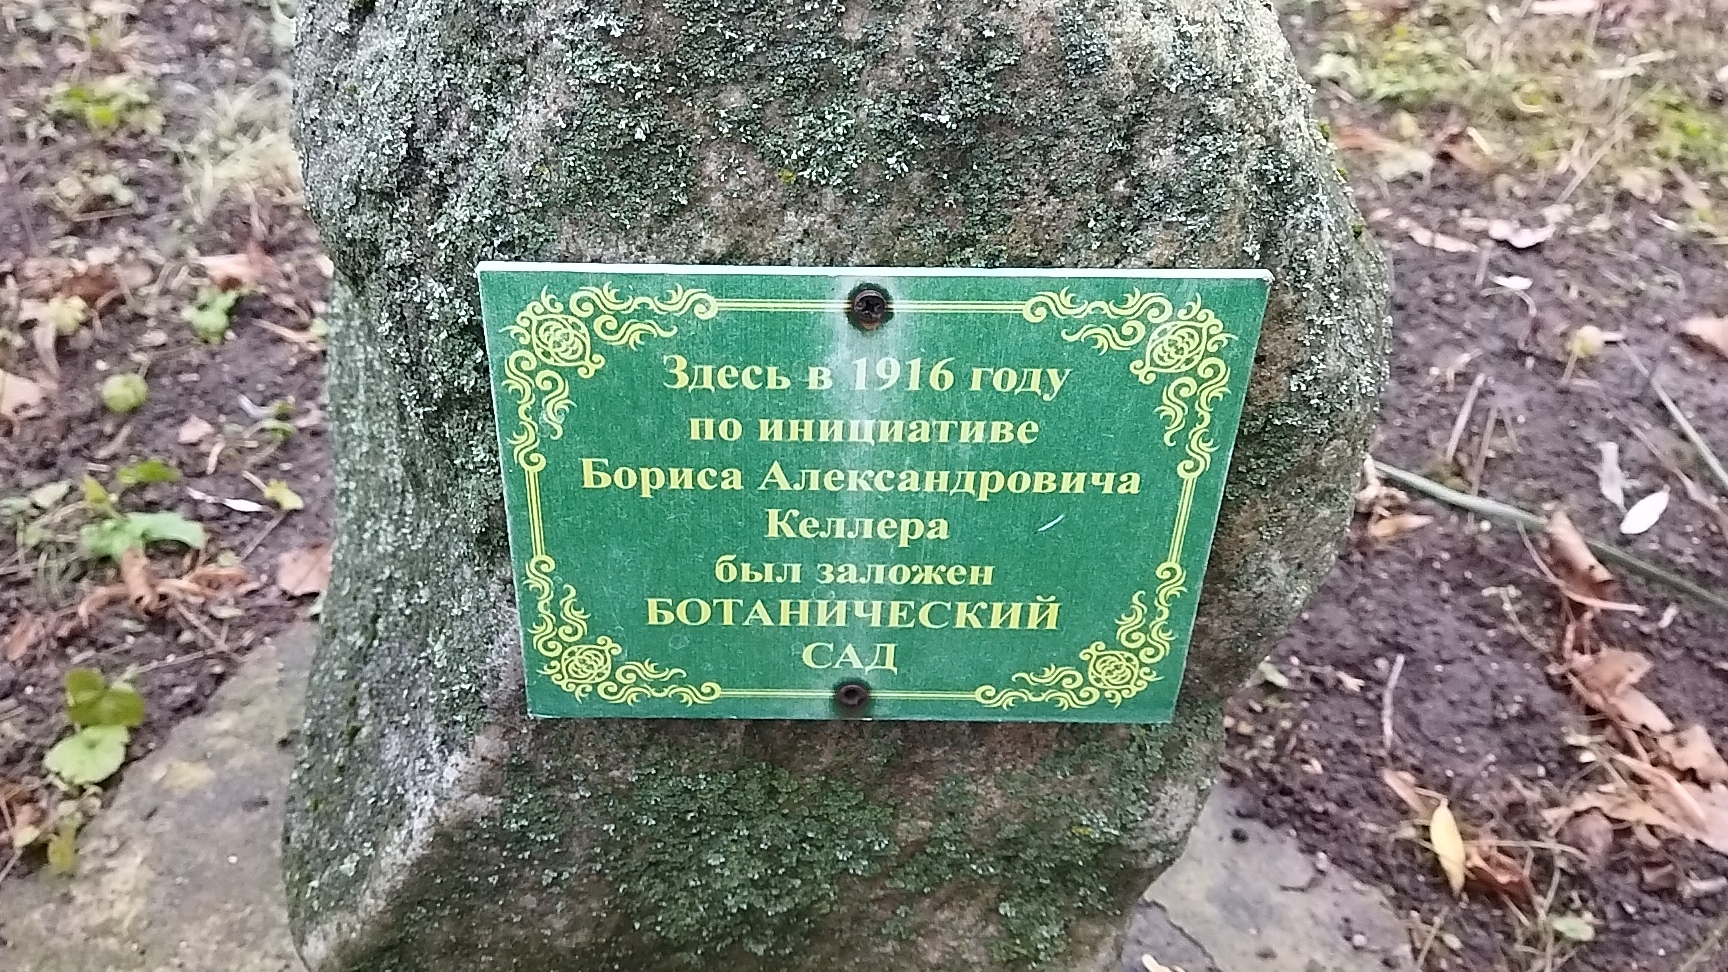 Здесь в 1916 году
по инициативе
Бориса Александровича
Келлера
был заложен
БОТАНИЧЕСКИЙ
САД